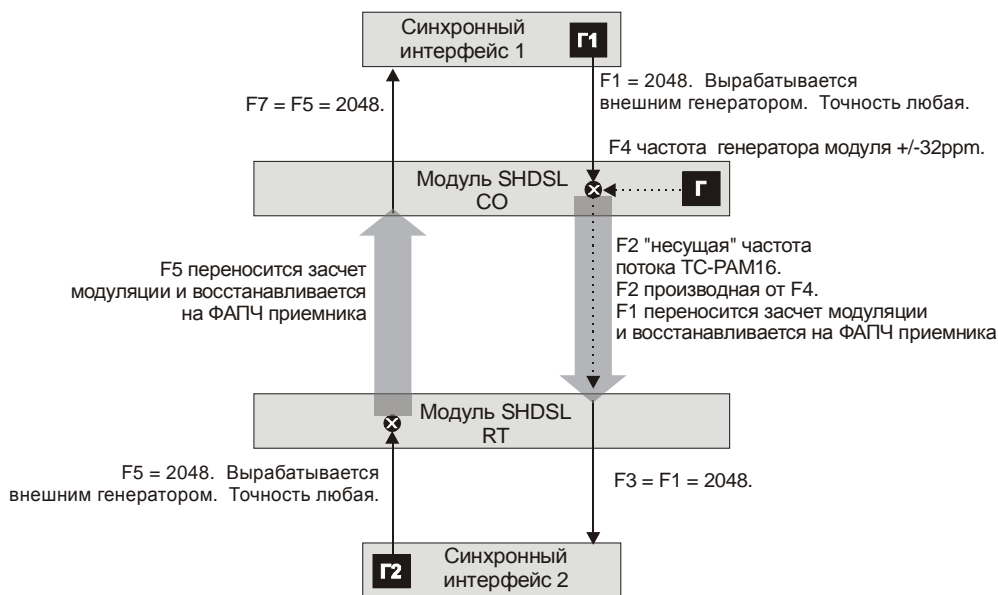 Синхронный
интерфейс 1
Г1
F1 = 2048. Вырабатывается
внешним генератором. Точность любая.
F7 = F5 = 2048.
F4 частота генератора модуля +/-32ppm.
Модуль SHDSL
CO
Г
F5 переносится засчет
модуляции и восстанавливается
на ФАПЧ приемника
F2 "несущая" частота
потока TC-PAM16.
F2 производная от F4.
F1 переносится засчет модуляции
и восстанавливается на ФАПЧ приемника
Модуль SHDSL
RT
F5 = 2048. Вырабатывается
внешним генератором. Точность любая.
F3 = F1 = 2048.
Г2
Синхронный
интерфейс 2